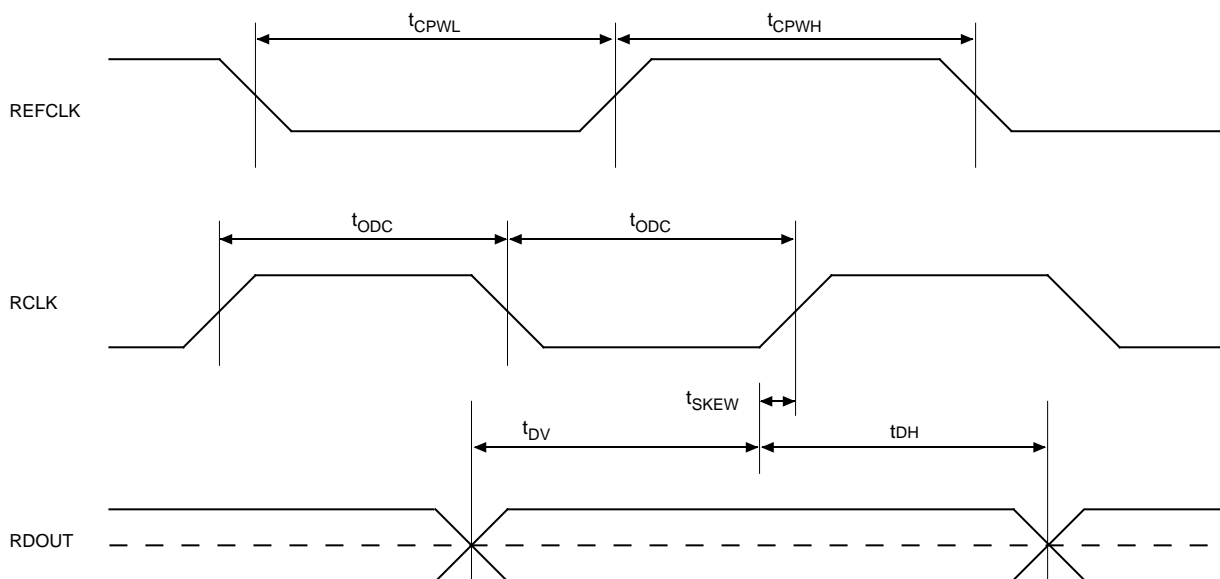 tCPWL tCPWH
REFCLK
tODC tODC
RCLK
tSKEW
tDV tDH
RDOUT